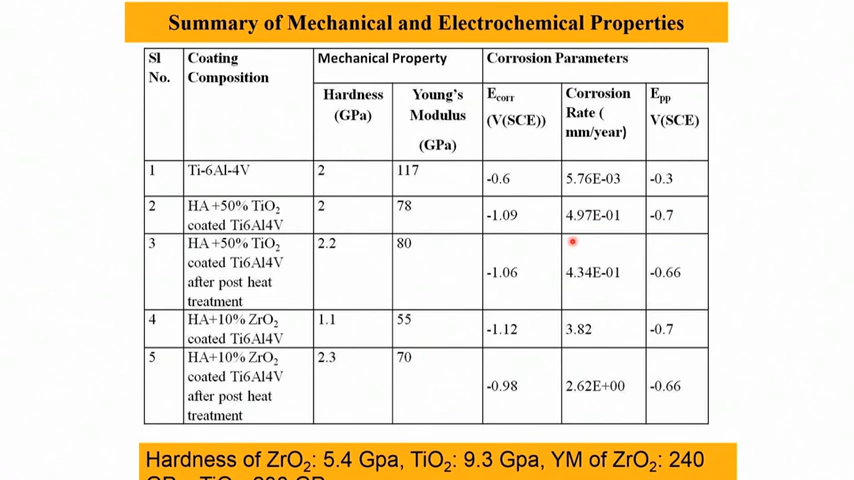 Summary of Mechanical and Electrochemical Properties
Sl No. Coating Composition Mechanical Property Corrosion Parameters
Hardness (GPa) Young's Modulus (GPa) Ecorr (V(SCE)) Corrosion Rate ( mm/year) Epp V(SCE)
1 Ti-6Al-4V 2 117 -0.6 5.76E-03 -0.3
2 HA +50% TiO2 coated Ti6Al4V 2 78 -1.09 4.97E-01 -0.7
3 HA +50% TiO2 coated Ti6Al4V after post heat treatment 2.2 80 -1.06 4.34E-01 -0.66
4 HA+10% ZrO2 coated Ti6Al4V 1.1 55 -1.12 3.82 -0.7
5 HA+10% ZrO2 coated Ti6Al4V after post heat treatment 2.3 70 -0.98 2.62E+00 -0.66
Hardness of ZrO2: 5.4 Gpa, TiO2: 9.3 Gpa, YM of ZrO2: 240